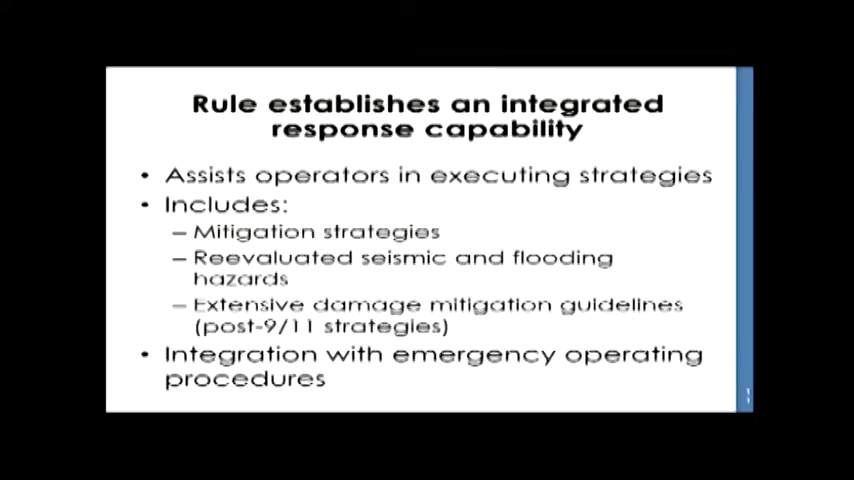 Rule establishes an integrated
response capability
• Assists operators in executing strategies
• Includes:
– Mitigation strategies
– Reevaluated seismic and flooding
hazards
– Extensive damage mitigation guidelines
(post-9/11 strategies)
• Integration with emergency operating
procedures